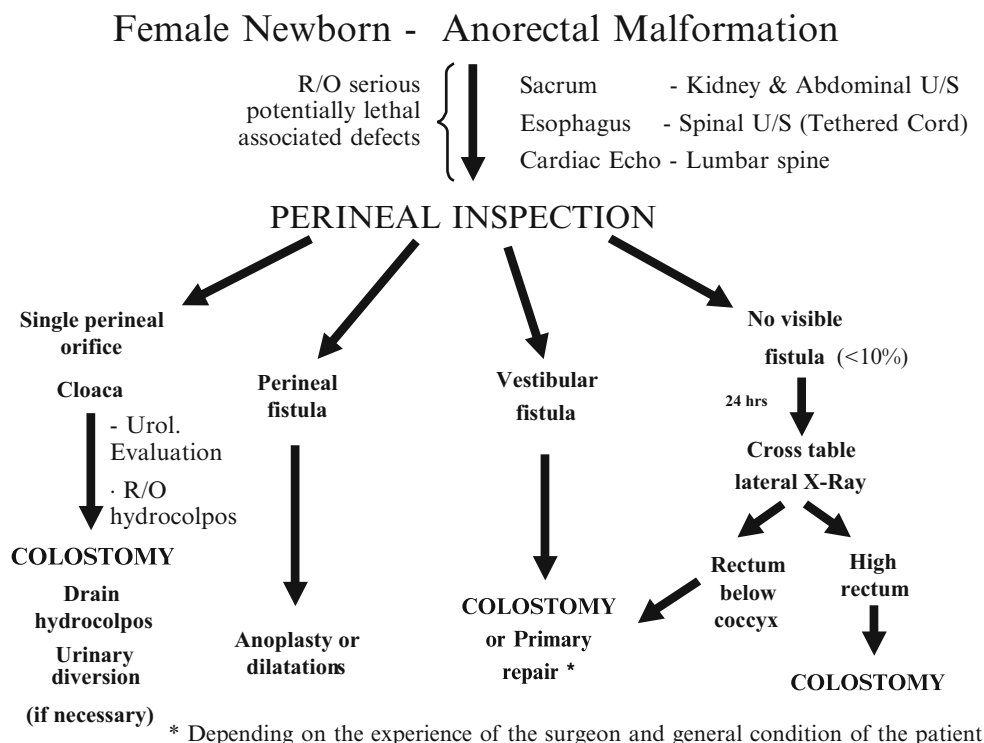 Female Newborn - Anorectal Malformation
R/O serious
potentially lethal
associated defects
Sacrum - Kidney & Abdominal U/S
Esophagus - Spinal U/S (Tethered Cord)
Cardiac Echo - Lumbar spine
PERINEAL INSPECTION
Single perineal
orifice
Cloaca
- Urol.
Evaluation
· R/O
hydrocolpos
COLOSTOMY
Drain
hydrocolpos
Urinary
diversion
(if necessary)
Perineal
fistula
Anoplasty or
dilatations
Vestibular
fistula
COLOSTOMY
or Primary
repair *
No visible
fistula (<10%)
24 hrs
Cross table
lateral X-Ray
Rectum
below
coccyx
High
rectum
COLOSTOMY
* Depending on the experience of the surgeon and general condition of the patient